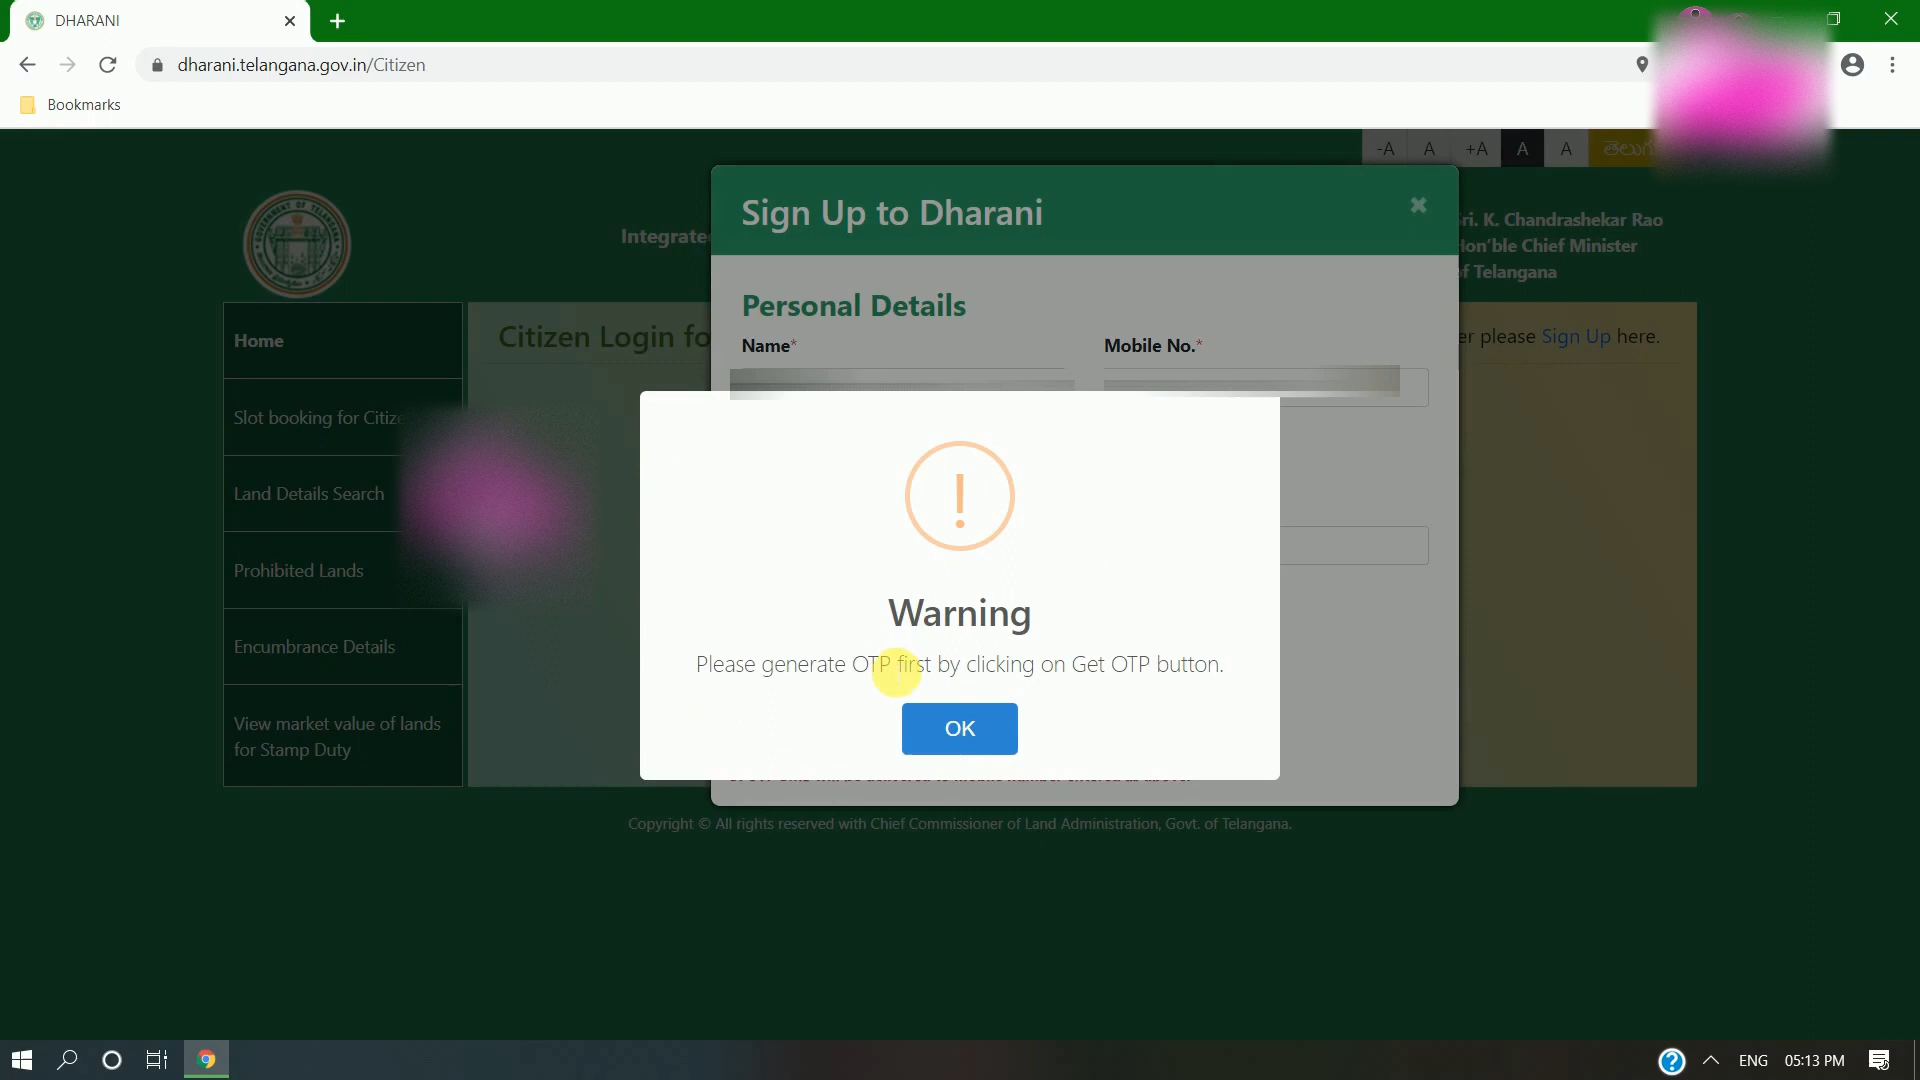 DHARANI
dharani.telangana.gov.in/Citizen
Bookmarks
-A A +A A A తెలుగు
Sign Up to Dharani
Sri. K. Chandrashekar Rao
Hon'ble Chief Minister
of Telangana
Personal Details
Home
Citizen Login
please Sign Up here.
Name*
Mobile No.*
Slot booking for
Land Details Search
Prohibited Lands
Warning
Encumbrance Details
Please generate OTP first by clicking on Get OTP button.
View market value of lands
for Stamp Duty
OK
Copyright © All rights reserved with Chief Commissioner of Land Administration, Govt. of Telangana.
ENG
05:13 PM